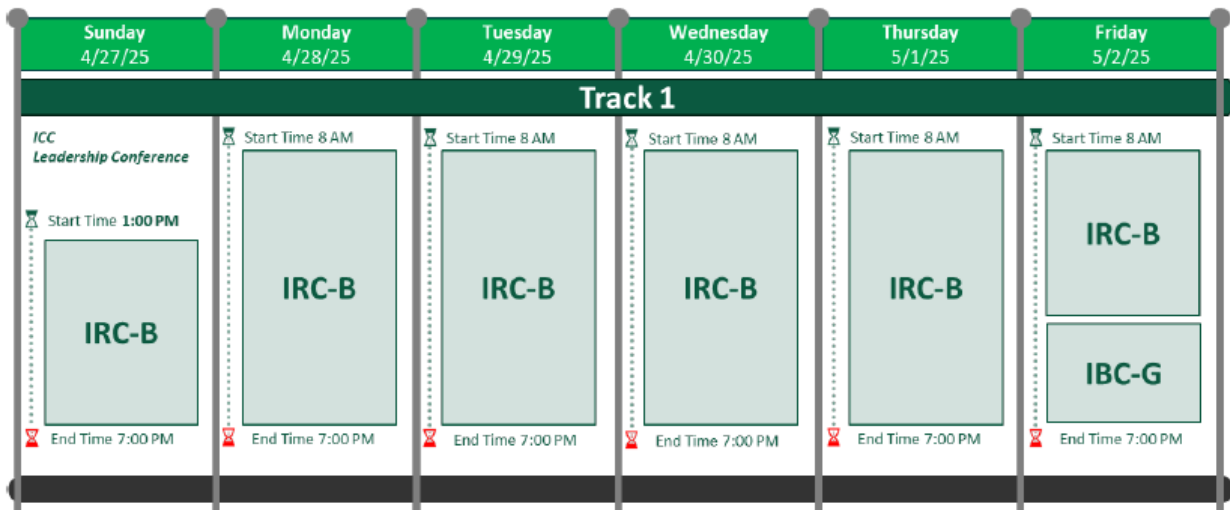 Sunday
4/27/25
Monday
4/28/25
Tuesday
4/29/25
Wednesday
4/30/25
Thursday
5/1/25
Friday
5/2/25
Track 1
ICC
Leadership Conference
Start Time 1:00 PM
IRC-B
End Time 7:00 PM
Start Time 8 AM
IRC-B
End Time 7:00 PM
Start Time 8 AM
IRC-B
End Time 7:00 PM
Start Time 8 AM
IRC-B
End Time 7:00 PM
Start Time 8 AM
IRC-B
End Time 7:00 PM
Start Time 8 AM
IRC-B
IBC-G
End Time 7:00 PM